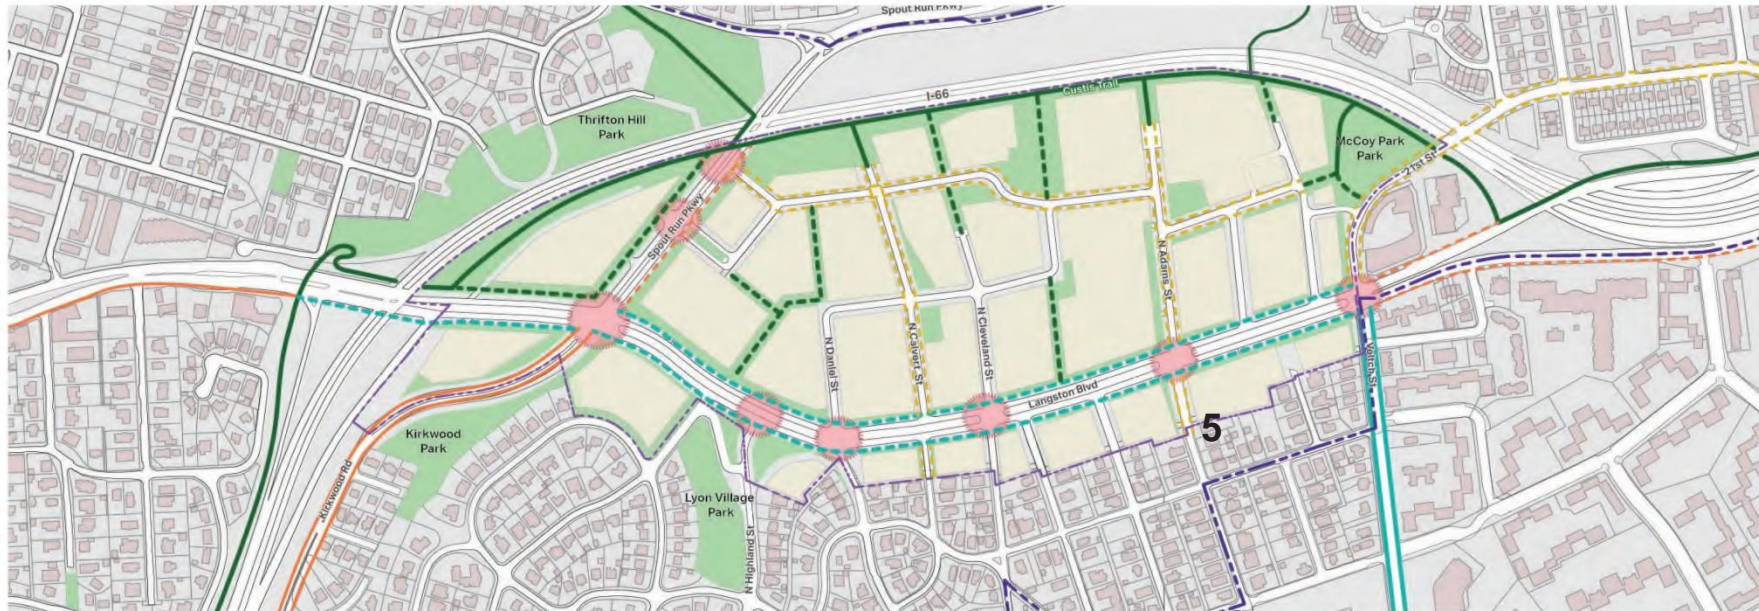 Spout Run Pkwy
I-66
Custis Trail
Thrifton Hill
Park
McCoy Park
Park
21st St
Spout Run Pkwy
N Adams St
N Daniel St
N Calvert St
N Cleveland St
Langston Blvd
Veitch St
5
Kirkwood
Park
Kirkwood Rd
Lyon Village
Park
N Highland St